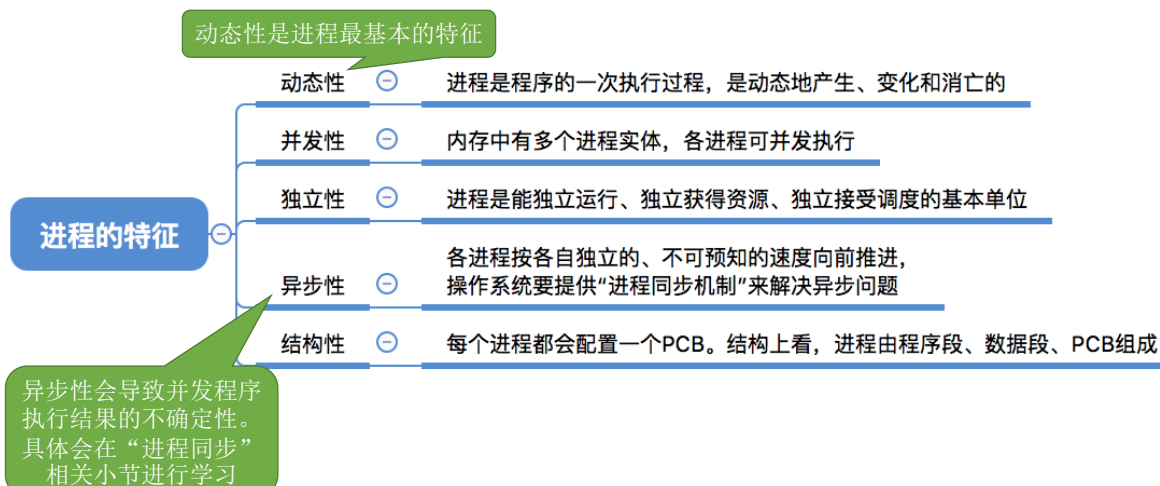 动态性是进程最基本的特征
动态性
进程是程序的一次执行过程，是动态地产生、变化和消亡的
并发性
内存中有多个进程实体，各进程可并发执行
独立性
进程是能独立运行、独立获得资源、独立接受调度的基本单位
进程的特征
各进程按各自独立的、不可预知的速度向前推进，
异步性
操作系统要提供“进程同步机制”来解决异步问题
结构性
每个进程都会配置一个PCB。结构上看，进程由程序段、数据段、PCB组成
异步性会导致并发程序
执行结果的不确定性。
具体会在“进程同步”
相关小节进行学习